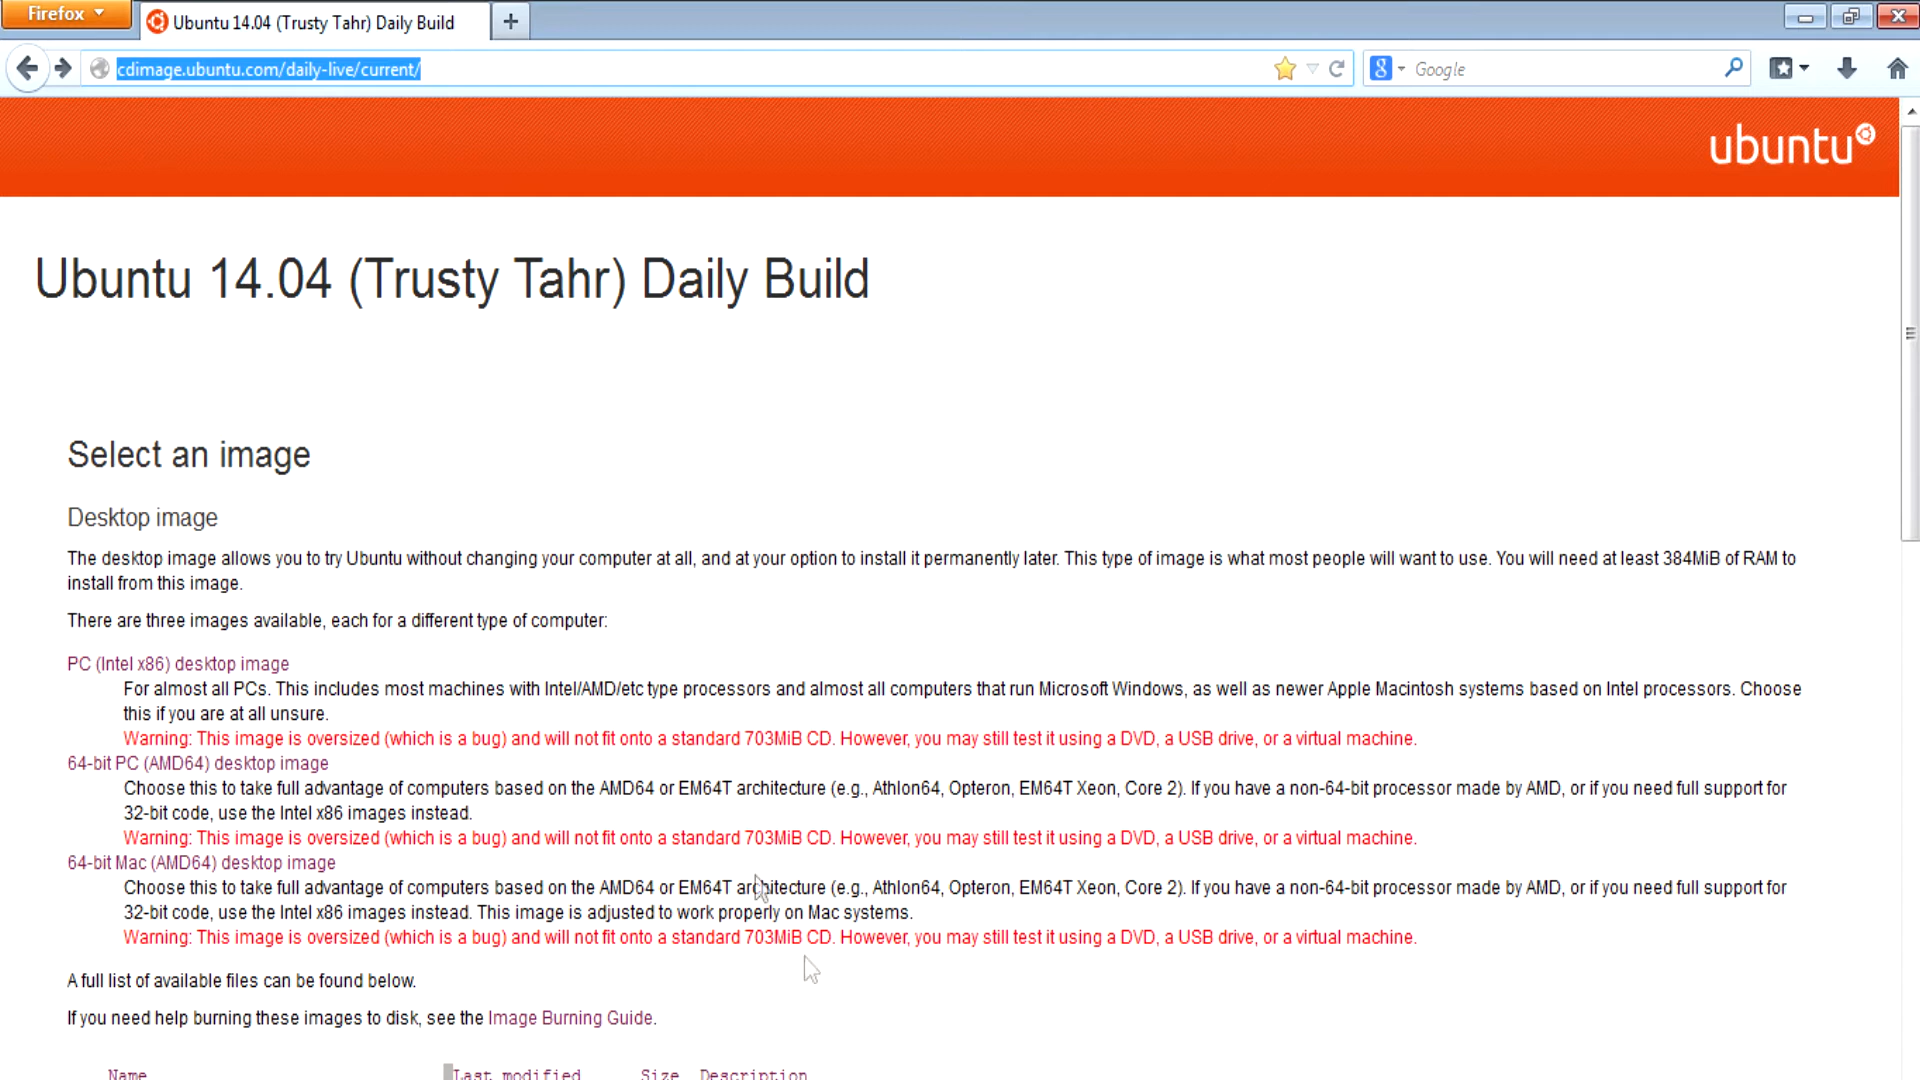 Firefox
Ubuntu 14.04 (Trusty Tahr) Daily Build
cdimage.ubuntu.com/daily-live/current/
Google
ubuntu
Ubuntu 14.04 (Trusty Tahr) Daily Build
Select an image
Desktop image
The desktop image allows you to try Ubuntu without changing your computer at all, and at your option to install it permanently later. This type of image is what most people will want to use. You will need at least 384MiB of RAM to
install from this image.
There are three images available, each for a different type of computer:
PC (Intel x86) desktop image
For almost all PCs. This includes most machines with Intel/AMD/etc type processors and almost all computers that run Microsoft Windows, as well as newer Apple Macintosh systems based on Intel processors. Choose
this if you are at all unsure.
Warning: This image is oversized (which is a bug) and will not fit onto a standard 703MiB CD. However, you may still test it using a DVD, a USB drive, or a virtual machine.
64-bit PC (AMD64) desktop image
Choose this to take full advantage of computers based on the AMD64 or EM64T architecture (e.g., Athlon64, Opteron, EM64T Xeon, Core 2). If you have a non-64-bit processor made by AMD, or if you need full support for
32-bit code, use the Intel x86 images instead.
Warning: This image is oversized (which is a bug) and will not fit onto a standard 703MiB CD. However, you may still test it using a DVD, a USB drive, or a virtual machine.
64-bit Mac (AMD64) desktop image
Choose this to take full advantage of computers based on the AMD64 or EM64T architecture (e.g., Athlon64, Opteron, EM64T Xeon, Core 2). If you have a non-64-bit processor made by AMD, or if you need full support for
32-bit code, use the Intel x86 images instead. This image is adjusted to work properly on Mac systems.
Warning: This image is oversized (which is a bug) and will not fit onto a standard 703MiB CD. However, you may still test it using a DVD, a USB drive, or a virtual machine.
A full list of available files can be found below.
If you need help burning these images to disk, see the Image Burning Guide.
Name Last modified Size Description